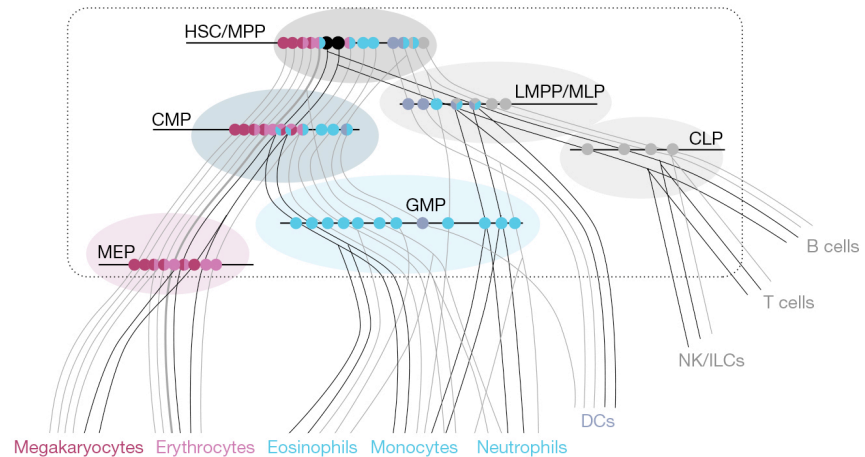 HSC/MPP
LMPP/MLP
CMP
CLP
GMP
MEP
B cells
T cells
NK/ILCs
DCs
Megakaryocytes Erythrocytes Eosinophils Monocytes Neutrophils